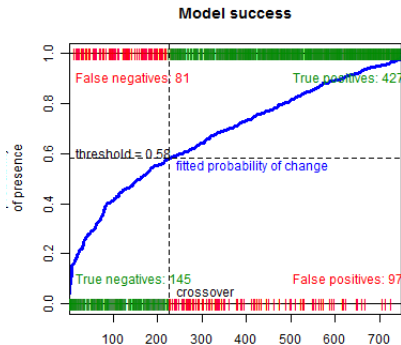 Model success
False negatives: 81
True positives: 427
threshold = 0.58
fitted probability of change
True negatives: 145
False positives: 97
crossover
of presence
0.0
0.2
0.4
0.6
0.8
1.0
100 200 300 400 500 600 700